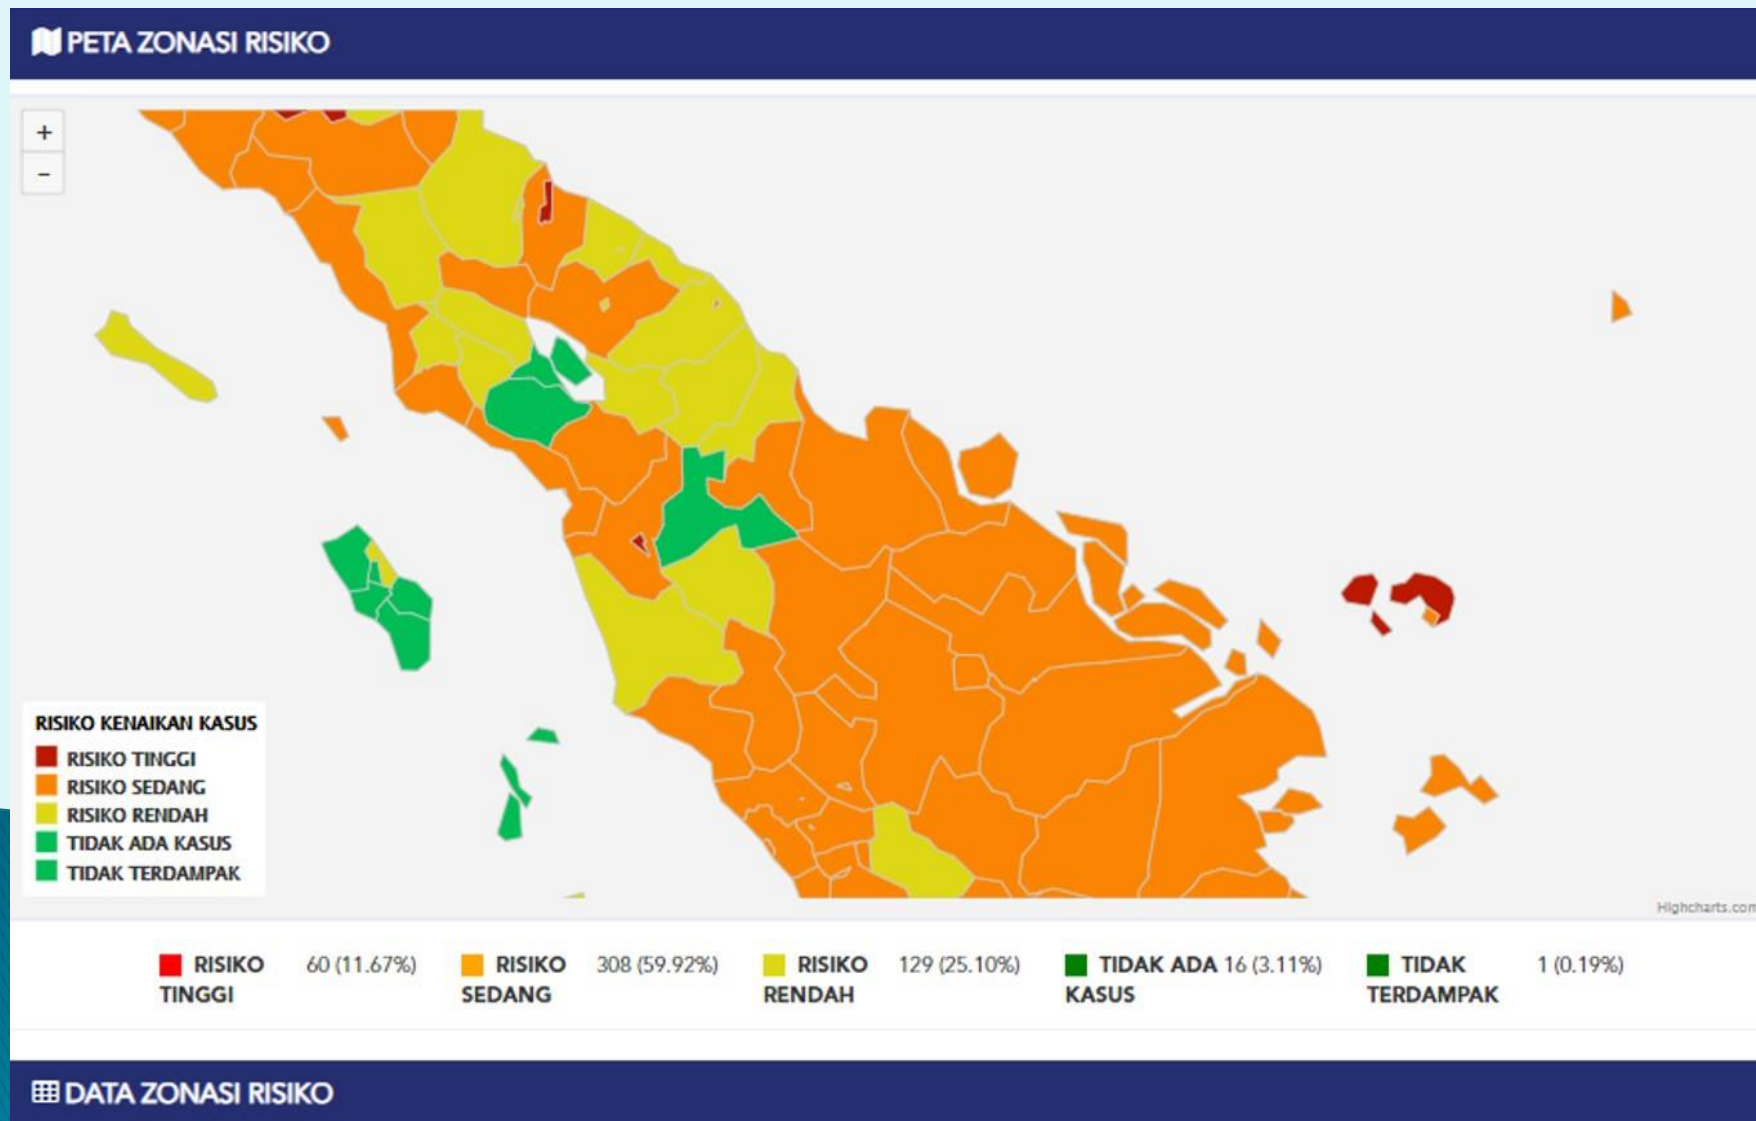 PETA ZONASI RISIKO
+
-
RISIKO KENAIKAN KASUS
RISIKO TINGGI
RISIKO SEDANG
RISIKO RENDAH
TIDAK ADA KASUS
TIDAK TERDAMPAK
Highcharts.com
RISIKO TINGGI 60 (11.67%)
RISIKO SEDANG 308 (59.92%)
RISIKO RENDAH 129 (25.10%)
TIDAK ADA KASUS 16 (3.11%)
TIDAK TERDAMPAK 1 (0.19%)
DATA ZONASI RISIKO